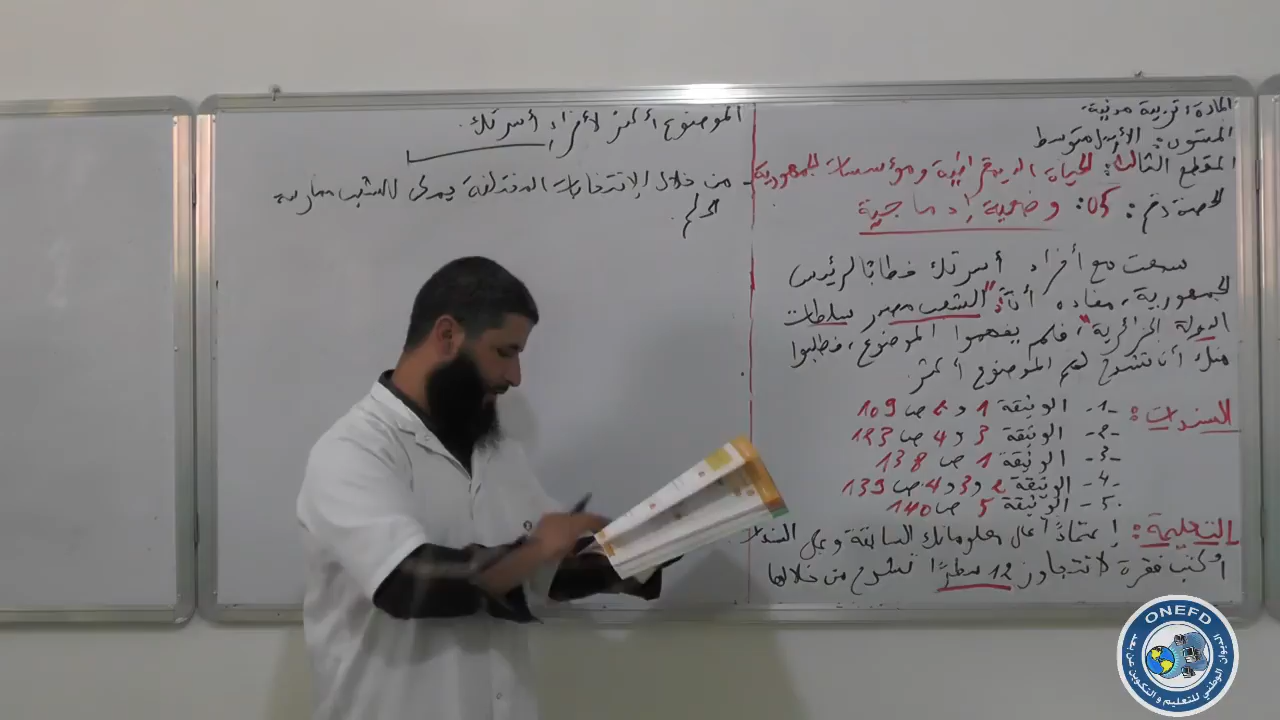 المادة: تربية مدنية.
المستوى: الأولى متوسط
المقطع الثالث: الحياة الديمقراطية ومؤسسات الجمهورية
الحصة رقم: 05: وضعية إدماجية
سمعت مع أفراد أسرتك خطابا لرئيس
الجمهورية، مفاده أنّ: "الشعب مصدر سلطات
الدولة الجزائرية"، فلم يفهموا الموضوع، فطلبوا
منك أن تشرح لهم الموضوع أكثر.
السندات: -1- الوثيقة 1 و 2 ص 109
-2- الوثيقة 3 و 4 ص 123
-3- الوثيقة 1 ص 138
-4- الوثيقة 2 و 3 و 4 ص 139
-5- الوثيقة 5 ص 140
التعليمة: إعتمادًا على معلوماتك السابقة وعلى السندات
أكتب فقرة لا تتجاوز 12 سطرًا تشرح من خلالها
الموضوع أكثر لأفراد أسرتك.
- من خلال الإنتخابات المختلفة يمكن للشعب ممارسة
الحكم
ONEFD
الديوان الوطني للتعليم و التكوين عن بعد